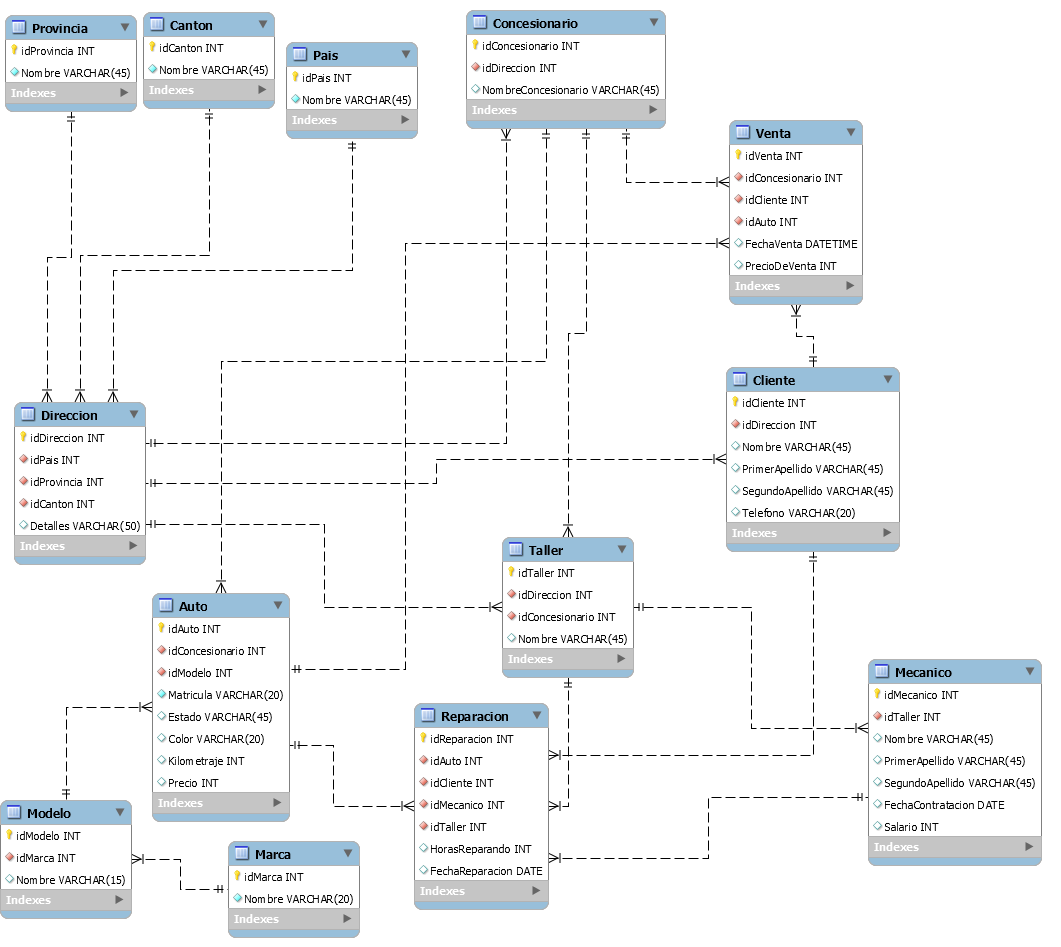 Provincia
idProvincia INT
Nombre VARCHAR(45)
Indexes
Canton
idCanton INT
Nombre VARCHAR(45)
Indexes
Pais
idPais INT
Nombre VARCHAR(45)
Indexes
Concesionario
idConcesionario INT
idDireccion INT
NombreConcesionario VARCHAR(45)
Indexes
Venta
idVenta INT
idConcesionario INT
idCliente INT
idAuto INT
FechaVenta DATETIME
PrecioDeVenta INT
Indexes
Cliente
idCliente INT
idDireccion INT
Nombre VARCHAR(45)
PrimerApellido VARCHAR(45)
SegundoApellido VARCHAR(45)
Telefono VARCHAR(20)
Indexes
Direccion
idDireccion INT
idPais INT
idProvincia INT
idCanton INT
Detalles VARCHAR(50)
Indexes
Taller
idTaller INT
idDireccion INT
idConcesionario INT
Nombre VARCHAR(45)
Indexes
Auto
idAuto INT
idConcesionario INT
idModelo INT
Matricula VARCHAR(20)
Estado VARCHAR(45)
Color VARCHAR(20)
Kilometraje INT
Precio INT
Indexes
Mecanico
idMecanico INT
idTaller INT
Nombre VARCHAR(45)
PrimerApellido VARCHAR(45)
SegundoApellido VARCHAR(45)
FechaContratacion DATE
Salario INT
Indexes
Reparacion
idReparacion INT
idAuto INT
idCliente INT
idMecanico INT
idTaller INT
HorasReparando INT
FechaReparacion DATE
Indexes
Modelo
idModelo INT
idMarca INT
Nombre VARCHAR(15)
Indexes
Marca
idMarca INT
Nombre VARCHAR(20)
Indexes